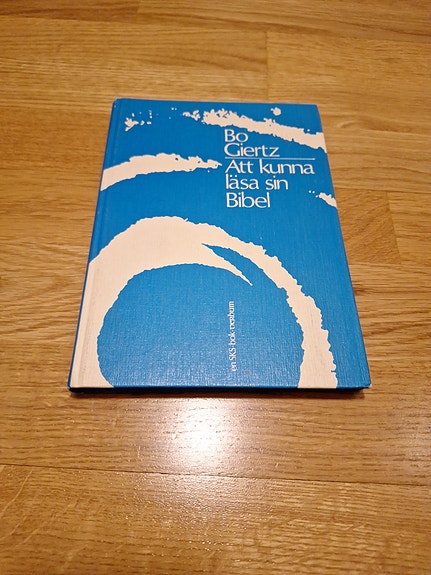 Bo
Giertz
Att kunna
läsa sin
Bibel
en SKS-bok·verbum